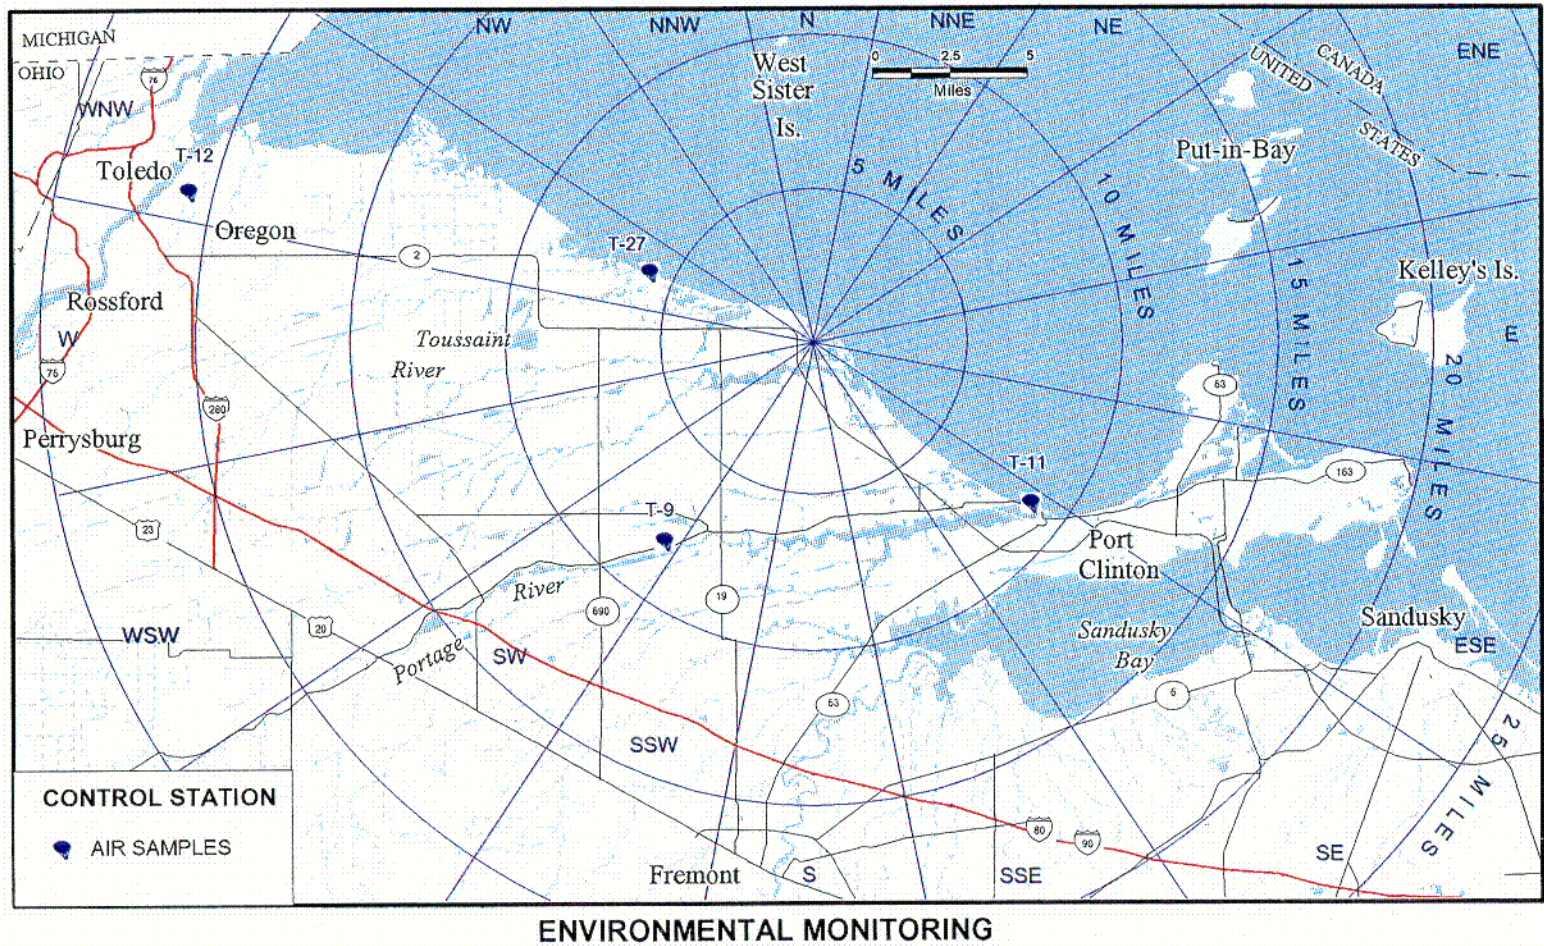 NW
NNW
N
NNE
NE
ENE
MICHIGAN
OHIO
CANADA
UNITED
STATES
0 2.5 5
Miles
West
Sister
Is.
75
WNW
Toledo
T-12
Put-in-Bay
5 MILES
10 MILES
15 MILES
20 MILES
25 MILES
Oregon
2
T-27
Kelley's Is.
Rossford
W
E
75
Toussaint
River
63
280
Perrysburg
T-11
163
T-9
23
Port
Clinton
River
690
19
20
WSW
Portage
SW
Sandusky
Bay
Sandusky
ESE
6
63
SSW
CONTROL STATION
AIR SAMPLES
80
90
SE
Fremont
S
SSE
ENVIRONMENTAL MONITORING